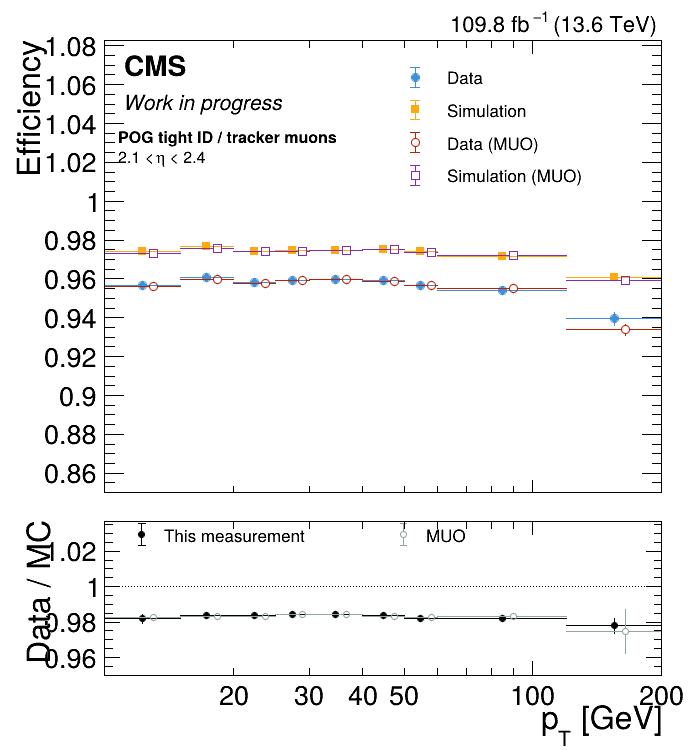 109.8 fb⁻¹ (13.6 TeV)
Efficiency
1.08
1.06
1.04
1.02
1
0.98
0.96
0.94
0.92
0.9
0.88
0.86
CMS
Work in progress
POG tight ID / tracker muons
2.1 < η < 2.4
Data
Simulation
Data (MUO)
Simulation (MUO)
Data / MC
1.02
1
0.98
0.96
This measurement
MUO
20 30 40 50 100 200
p_T [GeV]